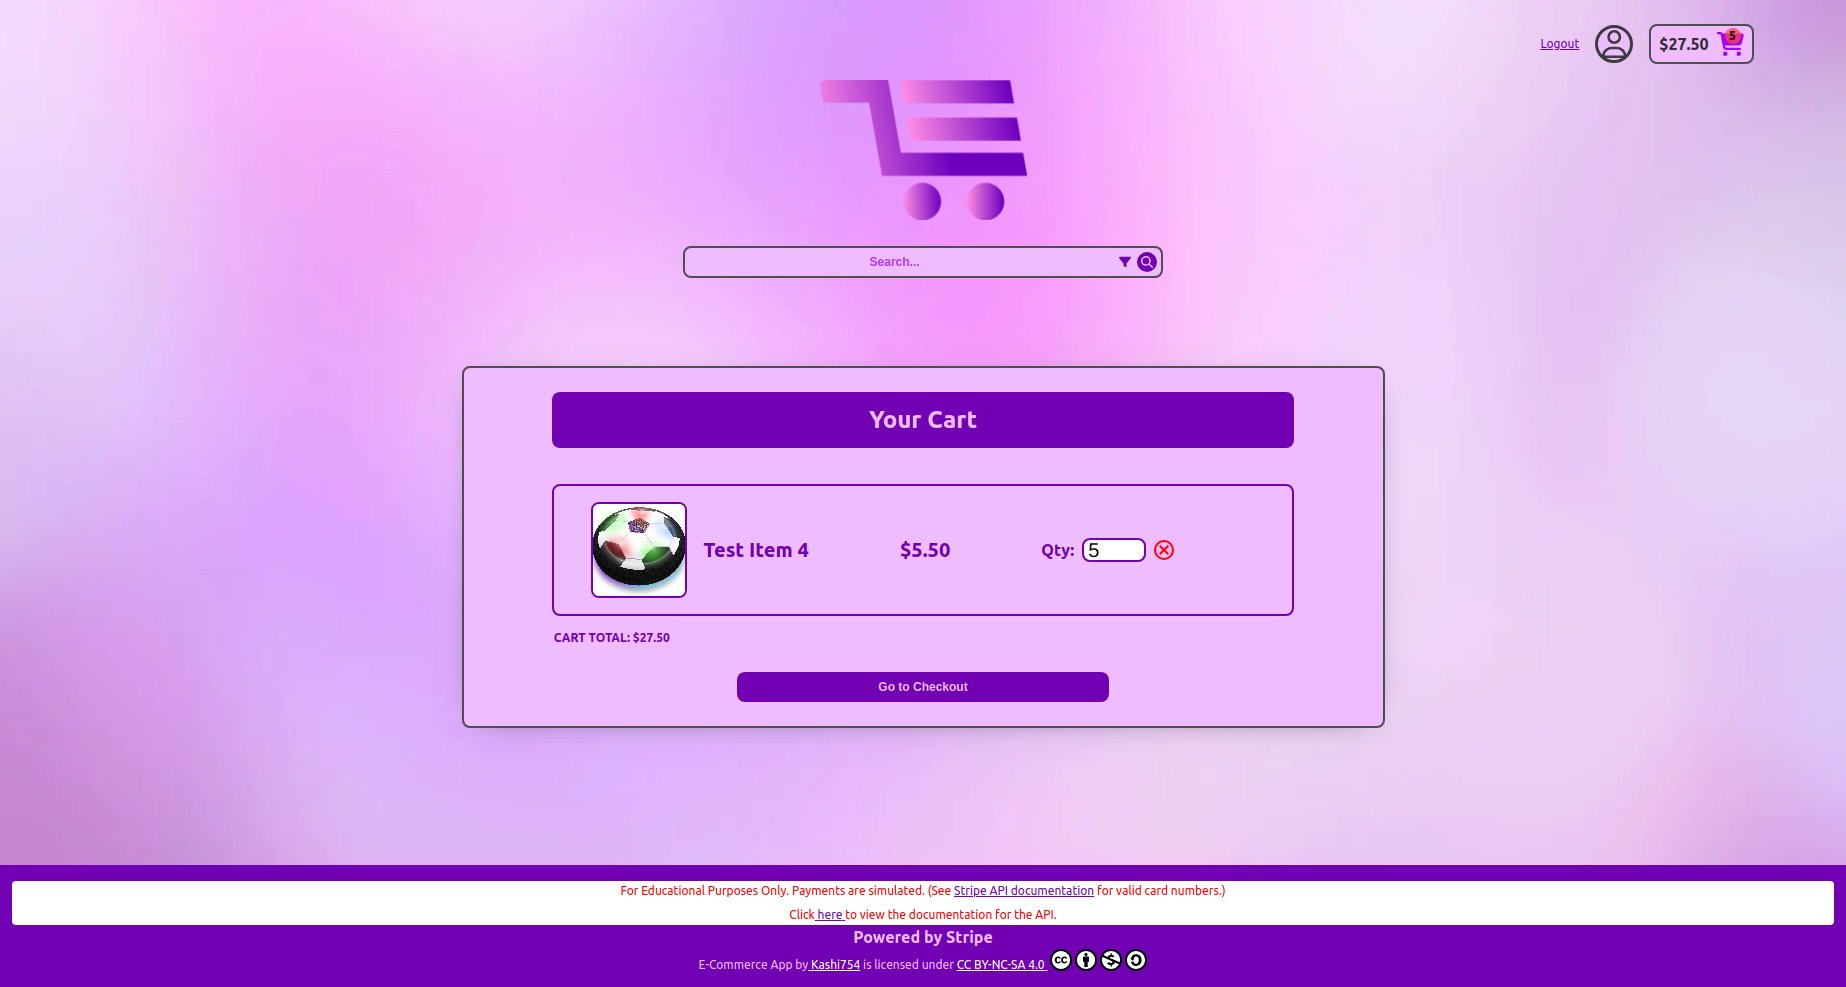 Logout
$27.50
5
Search...
Your Cart
Test Item 4
$5.50
Qty: 5
CART TOTAL: $27.50
Go to Checkout
For Educational Purposes Only. Payments are simulated. (See Stripe API documentation for valid card numbers.)
Click here to view the documentation for the API.
Powered by Stripe
E-Commerce App by Kashi754 is licensed under CC BY-NC-SA 4.0 cc